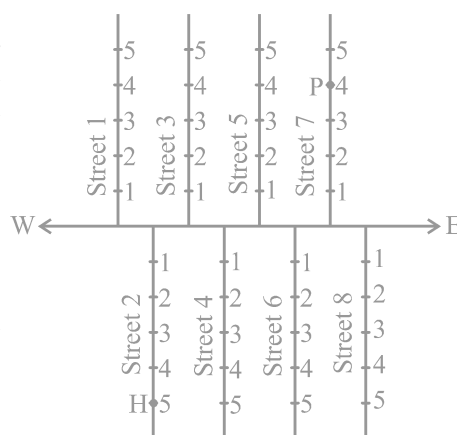 5 5 5 5
4 4 4 P 4
3 3 3 3
2 2 2 2
1 1 1 1
Street 1 Street 3 Street 5 Street 7
W E
1 1 1 1
2 2 2 2
3 3 3 3
4 4 4 4
H 5 5 5 5
Street 2 Street 4 Street 6 Street 8